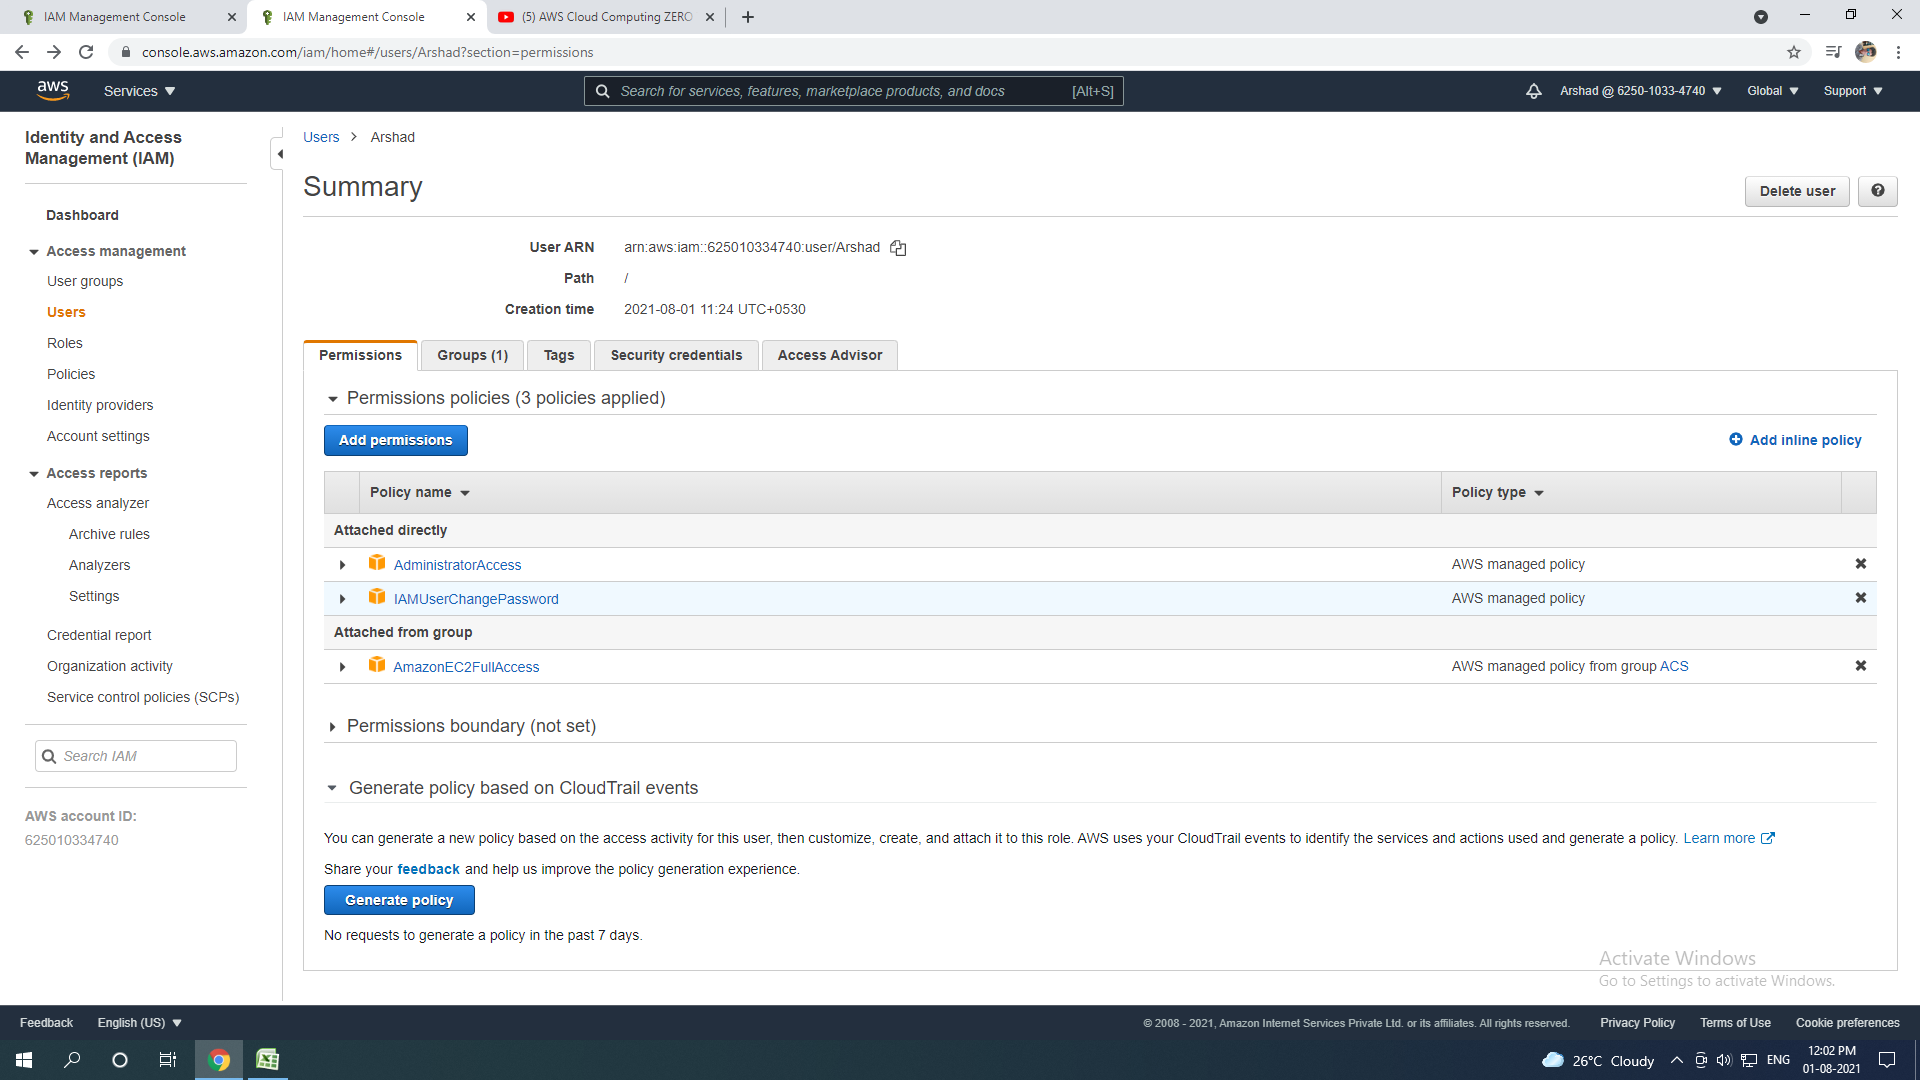 IAM Management Console
IAM Management Console
(5) AWS Cloud Computing ZERO
console.aws.amazon.com/iam/home#/users/Arshad?section=permissions
aws
Services
Search for services, features, marketplace products, and docs [Alt+S]
Arshad @ 6250-1033-4740
Global
Support
Identity and Access
Management (IAM)
Dashboard
Access management
User groups
Users
Roles
Policies
Identity providers
Account settings
Access reports
Access analyzer
Archive rules
Analyzers
Settings
Credential report
Organization activity
Service control policies (SCPs)
Search IAM
AWS account ID:
625010334740
Users > Arshad
Summary
Delete user
User ARN arn:aws:iam::625010334740:user/Arshad
Path /
Creation time 2021-08-01 11:24 UTC+0530
Permissions
Groups (1)
Tags
Security credentials
Access Advisor
Permissions policies (3 policies applied)
Add permissions
Add inline policy
Policy name Policy type
Attached directly
AdministratorAccess AWS managed policy
IAMUserChangePassword AWS managed policy
Attached from group
AmazonEC2FullAccess AWS managed policy from group ACS
Permissions boundary (not set)
Generate policy based on CloudTrail events
You can generate a new policy based on the access activity for this user, then customize, create, and attach it to this role. AWS uses your CloudTrail events to identify the services and actions used and generate a policy. Learn more
Share your feedback and help us improve the policy generation experience.
Generate policy
No requests to generate a policy in the past 7 days.
Activate Windows
Go to Settings to activate Windows.
Feedback
English (US)
© 2008 - 2021, Amazon Internet Services Private Ltd. or its affiliates. All rights reserved.
Privacy Policy
Terms of Use
Cookie preferences
26°C Cloudy
ENG
12:02 PM
01-08-2021